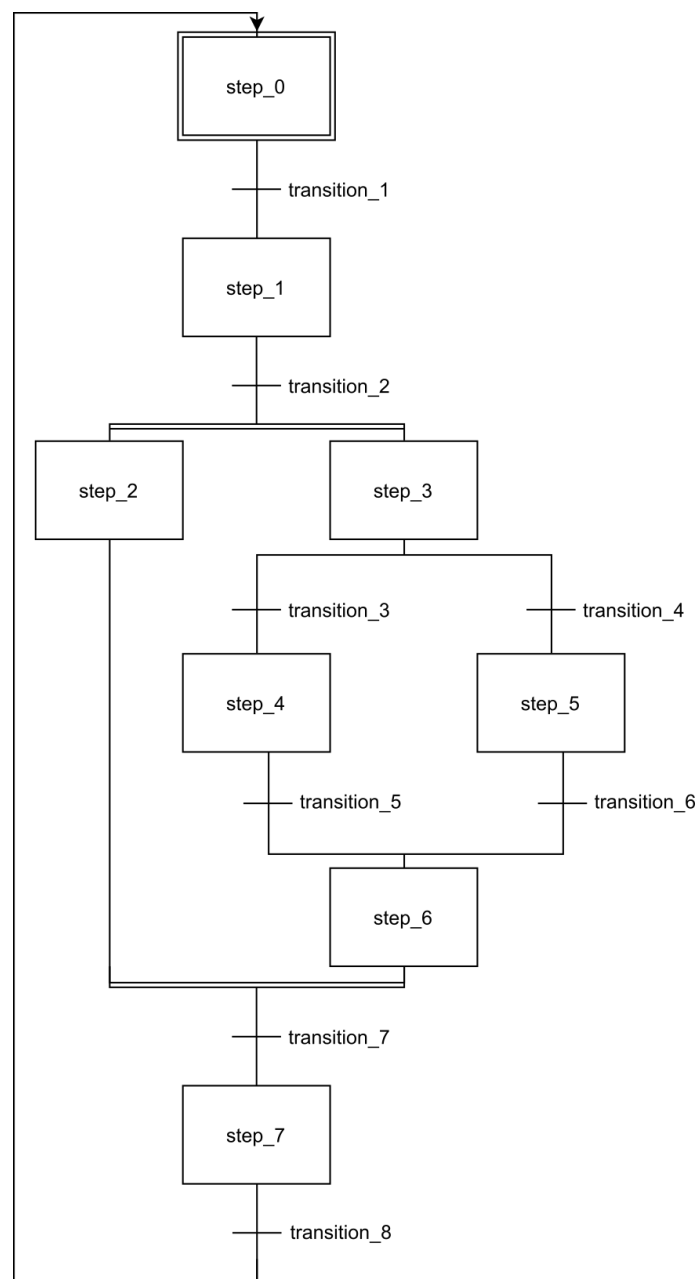 step_0
transition_1
step_1
transition_2
step_2
step_3
transition_3
transition_4
step_4
step_5
transition_5
transition_6
step_6
transition_7
step_7
transition_8